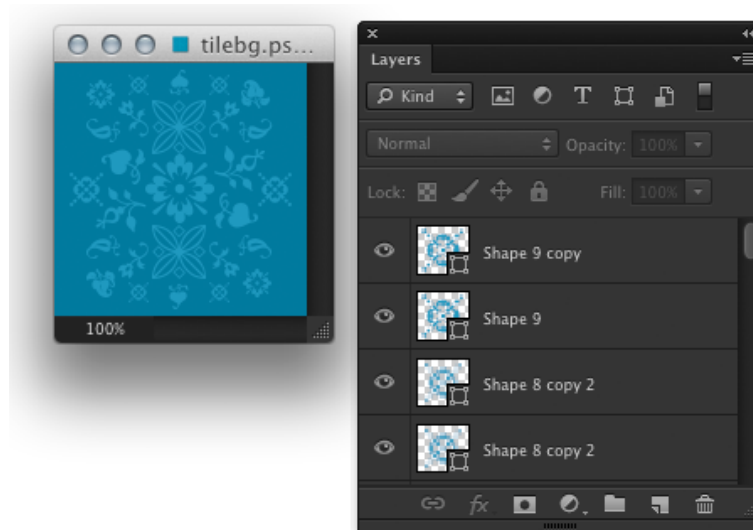 tilebg.ps...
100%
Layers
Kind
Normal
Opacity: 100%
Lock:
Fill: 100%
Shape 9 copy
Shape 9
Shape 8 copy 2
Shape 8 copy 2
fx